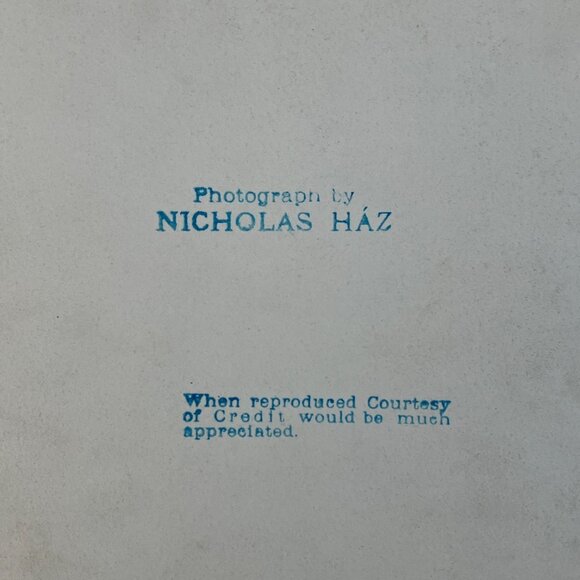 Photograph by
NICHOLAS HÁZ
When reproduced Courtesy
of Credit would be much
appreciated.